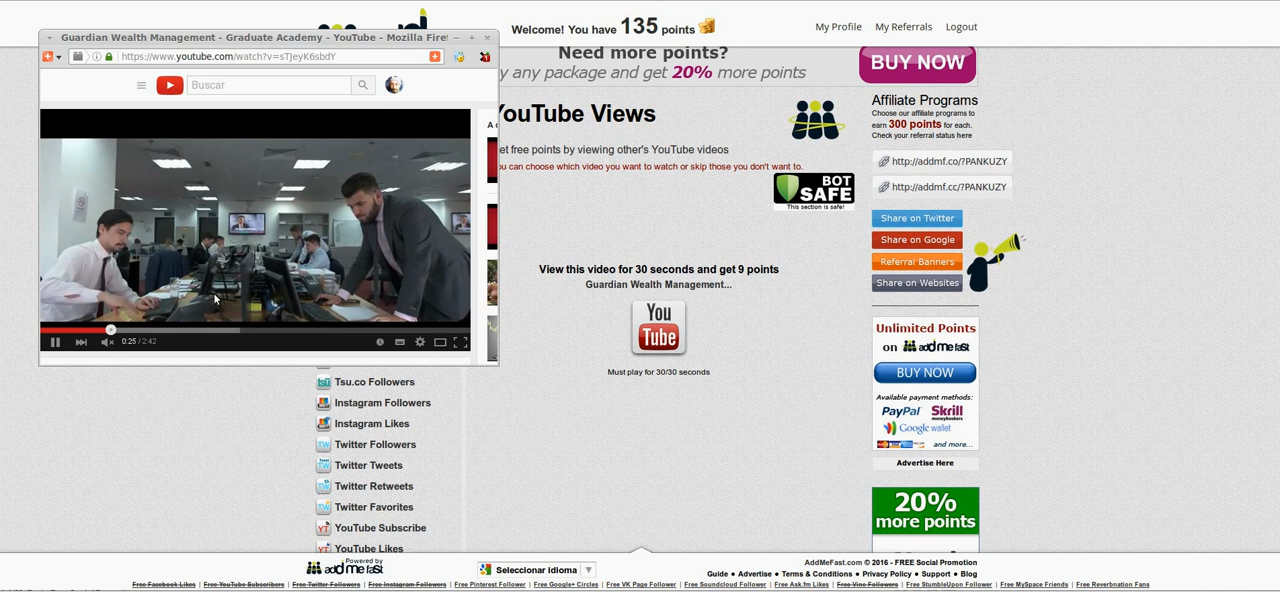 Welcome! You have 135 points
My Profile
My Referrals
Logout
Guardian Wealth Management - Graduate Academy - YouTube - Mozilla Firef
https://www.youtube.com/watch?v=sTJeyK6sbdY
Buscar
0:25 / 2:42
Need more points?
y any package and get 20% more points
BUY NOW
YouTube Views
et free points by viewing other's YouTube videos
ou can choose which video you want to watch or skip those you don't want to.
BOT
SAFE
This section is safe!
View this video for 30 seconds and get 9 points
Guardian Wealth Management...
You
Tube
Must play for 30/30 seconds
Affiliate Programs
Choose our affiliate programs to
earn 300 points for each.
Check your referral status here
http://addmf.co/?PANKUZY
http://addmf.cc/?PANKUZY
Share on Twitter
Share on Google
Referral Banners
Share on Websites
Unlimited Points
on addmefast
BUY NOW
Available payment methods:
PayPal Skrill
moneybookers
Google wallet
and more...
Advertise Here
20%
more points
Tsu.co Followers
Instagram Followers
Instagram Likes
Twitter Followers
Twitter Tweets
Twitter Retweets
Twitter Favorites
YouTube Subscribe
YouTube Likes
Powered by
addmefast
Seleccionar idioma ▼
AddMeFast.com © 2016 - FREE Social Promotion
Guide ● Advertise ● Terms & Conditions ● Privacy Policy ● Support ● Blog
Free Facebook Likes | Free YouTube Subscribers | Free Twitter Followers | Free Instagram Followers | Free Pinterest Follower | Free Google+ Circles | Free VK Page Follower | Free Soundcloud Follower | Free Ask.fm Likes | Free Vine Followers | Free StumbleUpon Follower | Free MySpace Friends | Free Reverbnation Fans